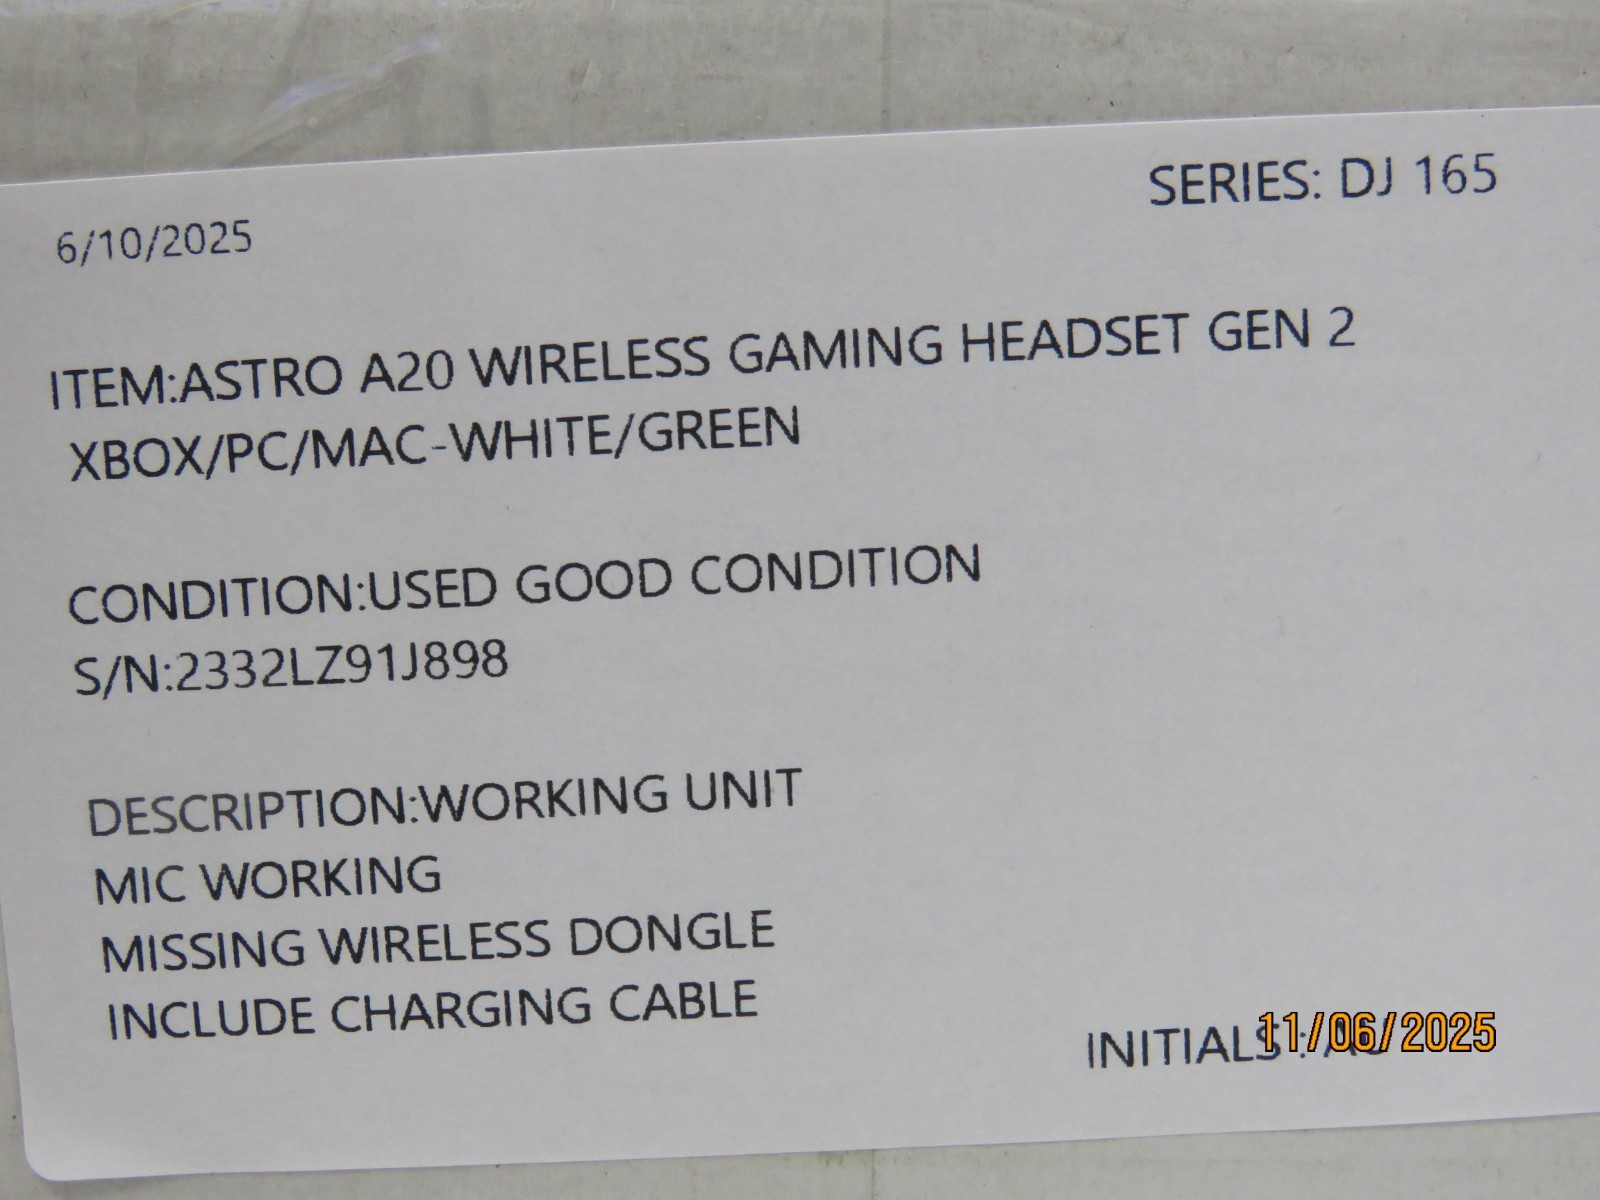 SERIES: DJ 165
6/10/2025
ITEM:ASTRO A20 WIRELESS GAMING HEADSET GEN 2
XBOX/PC/MAC-WHITE/GREEN
CONDITION:USED GOOD CONDITION
S/N:2332LZ91J898
DESCRIPTION:WORKING UNIT
MIC WORKING
MISSING WIRELESS DONGLE
INCLUDE CHARGING CABLE
INITIALS:
11/06/2025